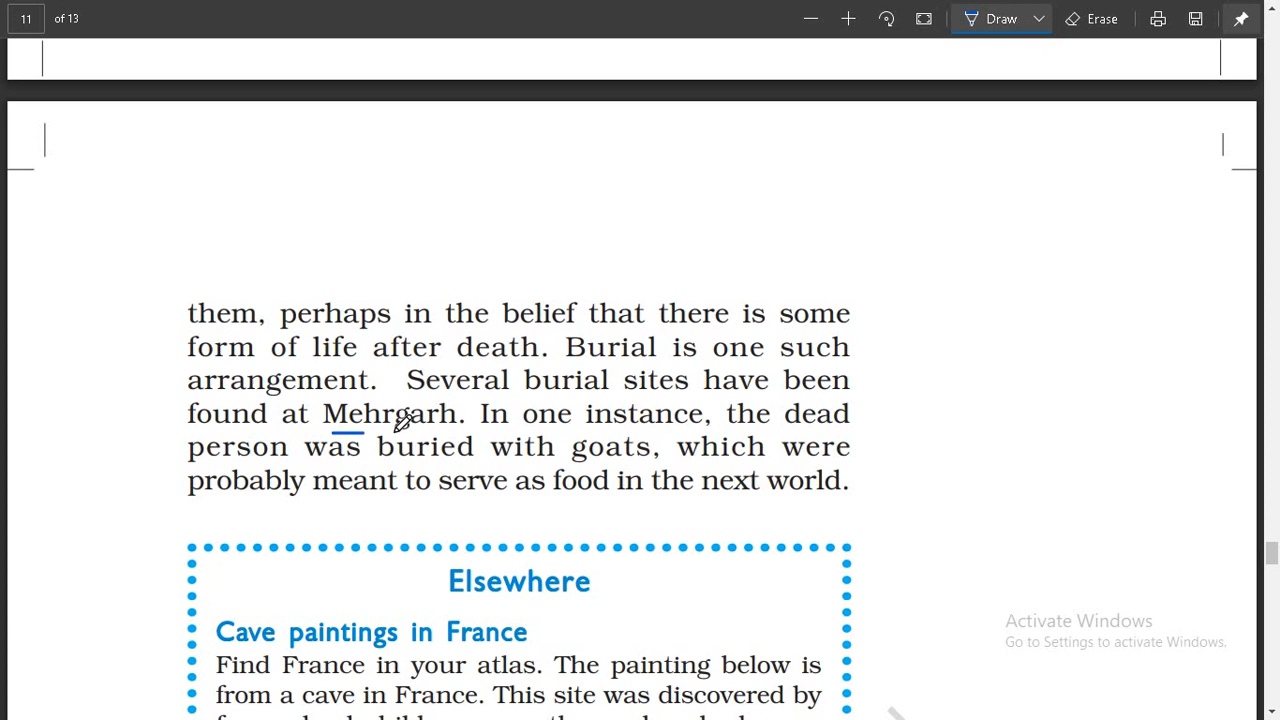 11 of 13 Draw Erase
them, perhaps in the belief that there is some
form of life after death. Burial is one such
arrangement. Several burial sites have been
found at Mehrgarh. In one instance, the dead
person was buried with goats, which were
probably meant to serve as food in the next world.
Elsewhere
Cave paintings in France
Find France in your atlas. The painting below is
from a cave in France. This site was discovered by
Activate Windows
Go to Settings to activate Windows.